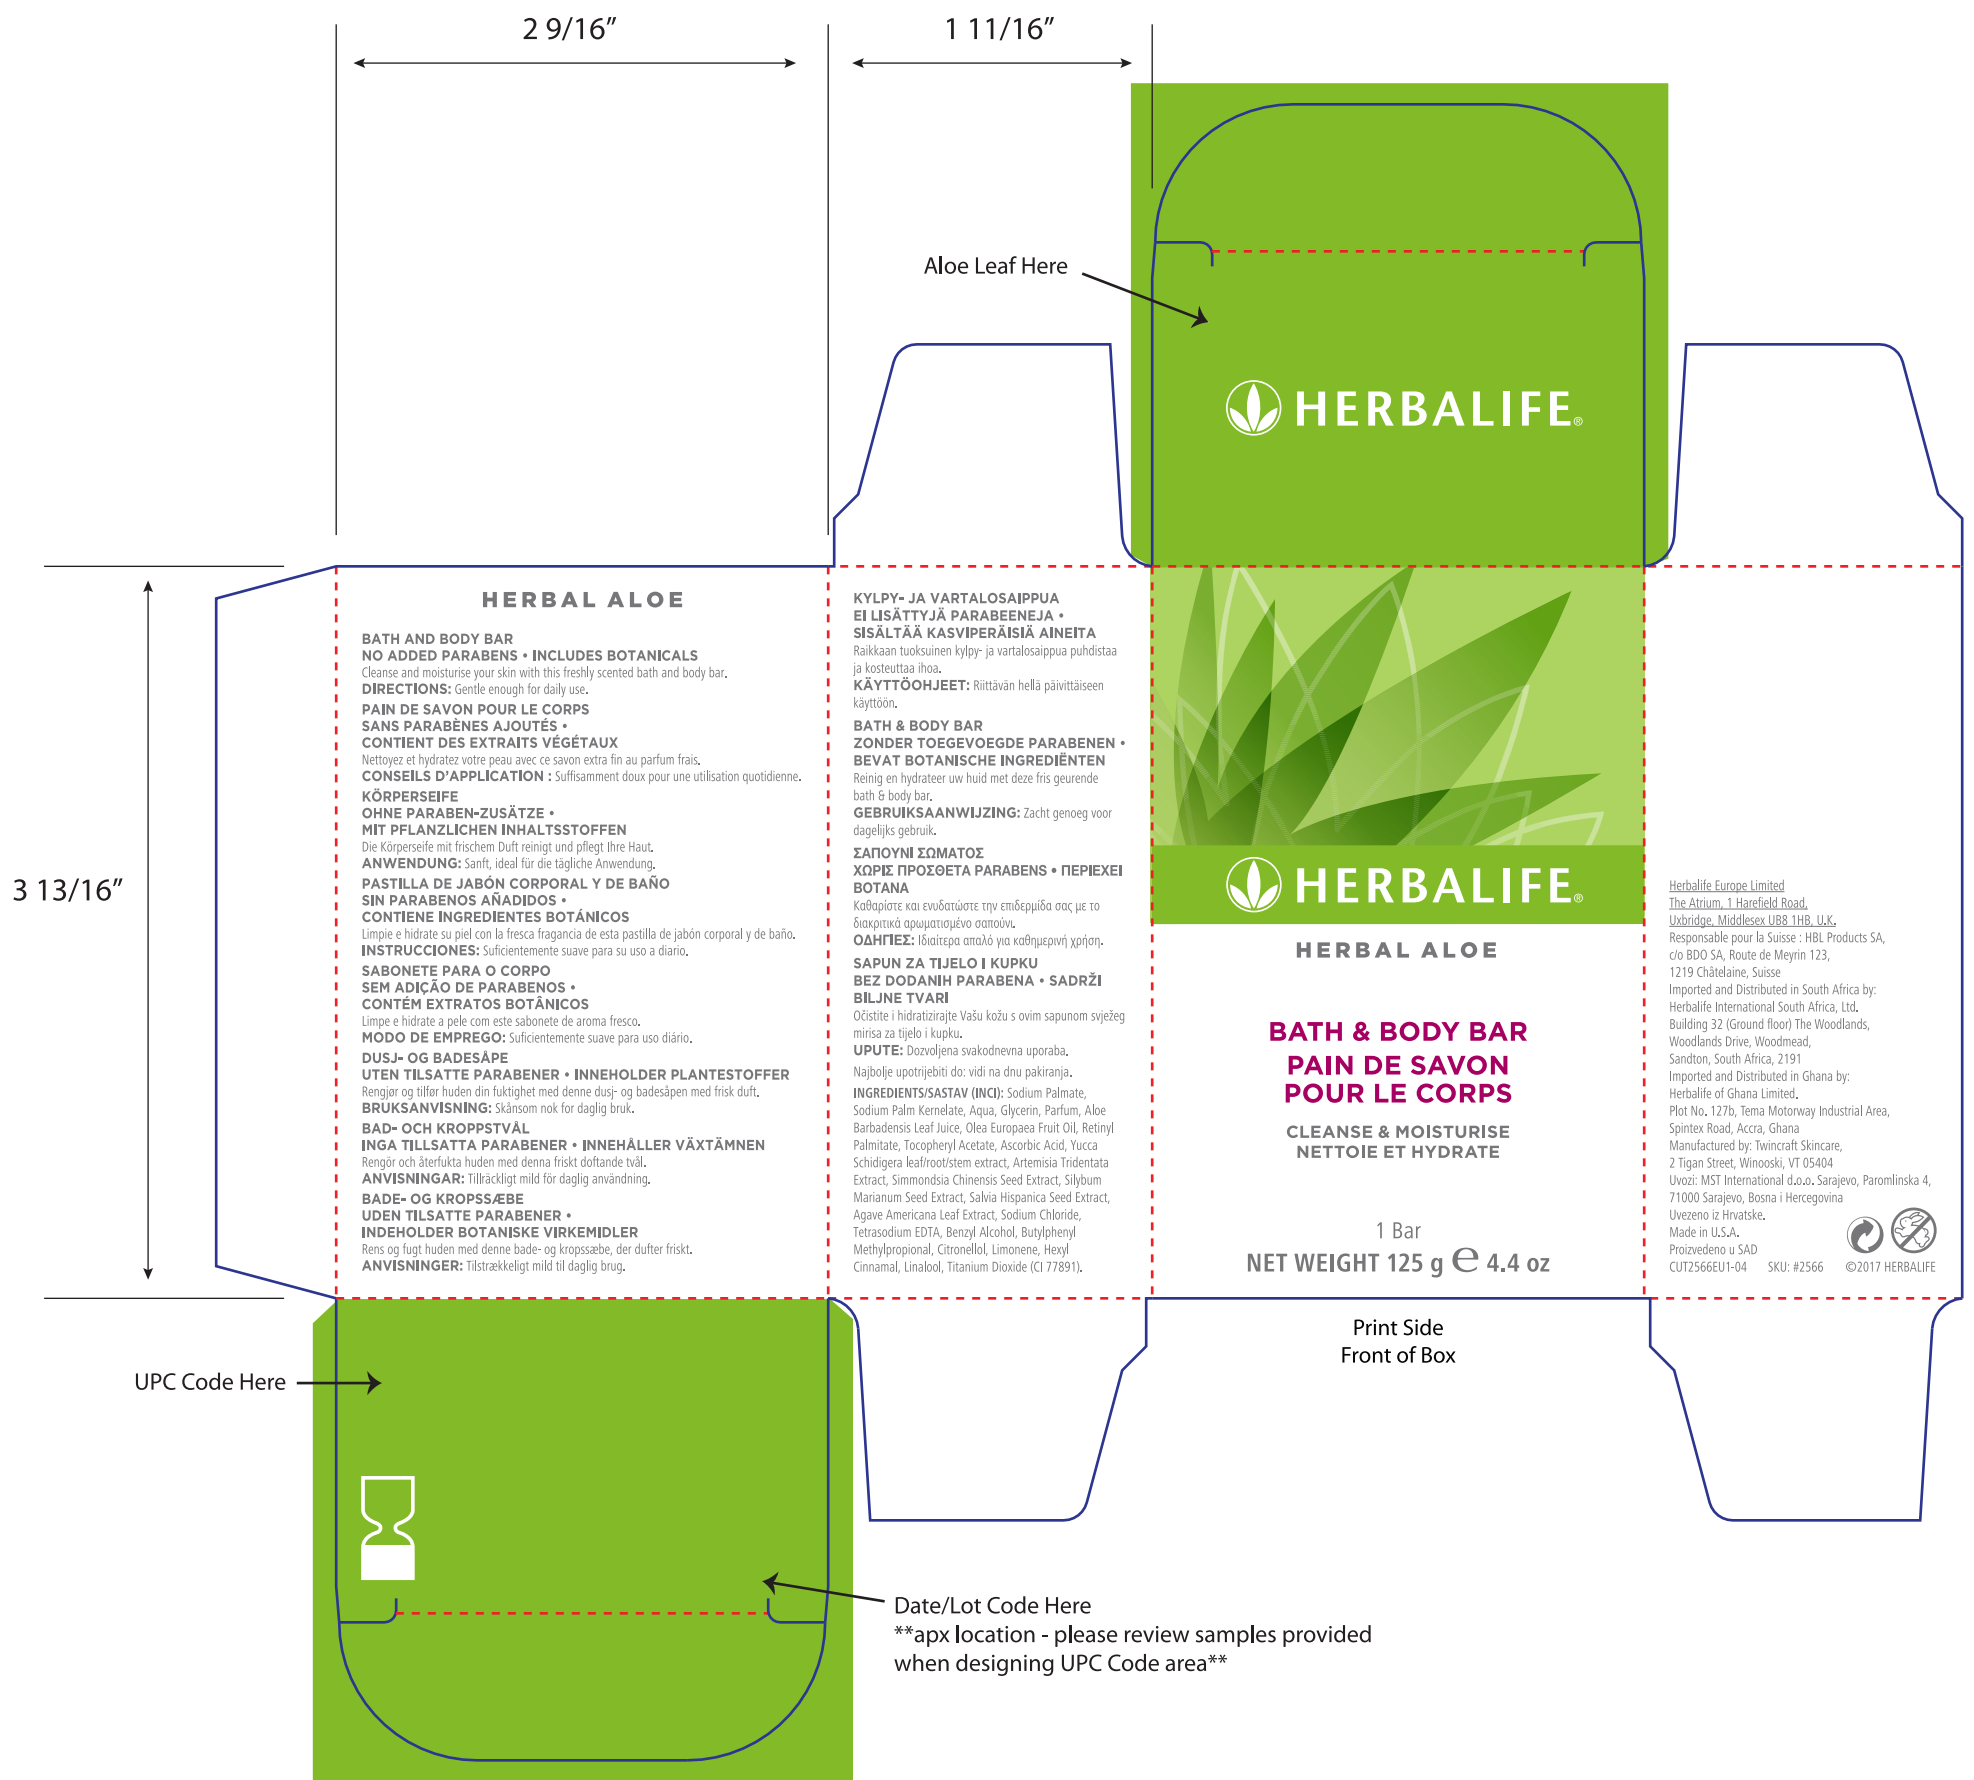 2 9/16"
1 11/16"
Aloe Leaf Here
HERBALIFE®
3 13/16"
HERBAL ALOE
BATH AND BODY BAR
NO ADDED PARABENS • INCLUDES BOTANICALS
Cleanse and moisturise your skin with this freshly scented bath and body bar.
DIRECTIONS: Gentle enough for daily use.
PAIN DE SAVON POUR LE CORPS
SANS PARABÈNES AJOUTÉS •
CONTIENT DES EXTRAITS VÉGÉTAUX
Nettoyez et hydratez votre peau avec ce savon extra fin au parfum frais.
CONSEILS D'APPLICATION : Suffisamment doux pour une utilisation quotidienne.
KÖRPERSEIFE
OHNE PARABEN-ZUSÄTZE •
MIT PFLANZLICHEN INHALTSSTOFFEN
Die Körperseife mit frischem Duft reinigt und pflegt Ihre Haut.
ANWENDUNG: Sanft, ideal für die tägliche Anwendung.
PASTILLA DE JABÓN CORPORAL Y DE BAÑO
SIN PARABENOS AÑADIDOS •
CONTIENE INGREDIENTES BOTÁNICOS
Limpie e hidrate su piel con la fresca fragancia de esta pastilla de jabón corporal y de baño.
INSTRUCCIONES: Suficientemente suave para su uso a diario.
SABONETE PARA O CORPO
SEM ADIÇÃO DE PARABENOS •
CONTÉM EXTRATOS BOTÂNICOS
Limpe e hidrate a pele com este sabonete de aroma fresco.
MODO DE EMPREGO: Suficientemente suave para uso diário.
DUSJ- OG BADESÅPE
UTEN TILSATTE PARABENER • INNEHOLDER PLANTESTOFFER
Rengjør og tilfør huden din fuktighet med denne dusj- og badesåpen med frisk duft.
BRUKSANVISNING: Skånsom nok for daglig bruk.
BAD- OCH KROPPSTVÅL
INGA TILLSATTA PARABENER • INNEHÅLLER VÄXTÄMNEN
Rengör och återfukta huden med denna friskt doftande tvål.
ANVISNINGAR: Tillräckligt mild för daglig användning.
BADE- OG KROPSSÆBE
UDEN TILSATTE PARABENER •
INDEHOLDER BOTANISKE VIRKEMIDLER
Rens og fugt huden med denne bade- og kropssæbe, der dufter friskt.
ANVISNINGER: Tilstrækkeligt mild til daglig brug.
KYLPY- JA VARTALOSAIPPUA
EI LISÄTTYJÄ PARABEENEJA •
SISÄLTÄÄ KASVIPERÄISIÄ AINEITA
Raikkaan tuoksuinen kylpy- ja vartalosaippua puhdistaa
ja kosteuttaa ihoa.
KÄYTTÖOHJEET: Riittävän hellä päivittäiseen
käyttöön.
BATH & BODY BAR
ZONDER TOEGEVOEGDE PARABENEN •
BEVAT BOTANISCHE INGREDIËNTEN
Reinig en hydrateer uw huid met deze fris geurende
bath & body bar.
GEBRUIKSAANWIJZING: Zacht genoeg voor
dagelijks gebruik.
ΣΑΠΟΥΝΙ ΣΩΜΑΤΟΣ
ΧΩΡΙΣ ΠΡΟΣΘΕΤΑ PARABENS • ΠΕΡΙΕΧΕΙ
ΒΟΤΑΝΑ
Καθαρίστε και ενυδατώστε την επιδερμίδα σας με το
διακριτικά αρωματισμένο σαπούνι.
ΟΔΗΓΙΕΣ: Ιδιαίτερα απαλό για καθημερινή χρήση.
SAPUN ZA TIJELO I KUPKU
BEZ DODANIH PARABENA • SADRŽI
BILJNE TVARI
Očistite i hidratizirajte Vašu kožu s ovim sapunom svježeg
mirisa za tijelo i kupku.
UPUTE: Dozvoljena svakodnevna uporaba.
Najbolje upotrijebiti do: vidi na dnu pakiranja.
INGREDIENTS/SASTAV (INCI): Sodium Palmate,
Sodium Palm Kernelate, Aqua, Glycerin, Parfum, Aloe
Barbadensis Leaf Juice, Olea Europaea Fruit Oil, Retinyl
Palmitate, Tocopheryl Acetate, Ascorbic Acid, Yucca
Schidigera leaf/root/stem extract, Artemisia Tridentata
Extract, Simmondsia Chinensis Seed Extract, Silybum
Marianum Seed Extract, Salvia Hispanica Seed Extract,
Agave Americana Leaf Extract, Sodium Chloride,
Tetrasodium EDTA, Benzyl Alcohol, Butylphenyl
Methylpropional, Citronellol, Limonene, Hexyl
Cinnamal, Linalool, Titanium Dioxide (CI 77891).
HERBALIFE®
HERBAL ALOE
BATH & BODY BAR
PAIN DE SAVON
POUR LE CORPS
CLEANSE & MOISTURISE
NETTOIE ET HYDRATE
1 Bar
NET WEIGHT 125 g ℮ 4.4 oz
Herbalife Europe Limited
The Atrium, 1 Harefield Road,
Uxbridge, Middlesex UB8 1HB, U.K.
Responsable pour la Suisse : HBL Products SA,
c/o BDO SA, Route de Meyrin 123,
1219 Châtelaine, Suisse
Imported and Distributed in South Africa by:
Herbalife International South Africa, Ltd.
Building 32 (Ground floor) The Woodlands,
Woodlands Drive, Woodmead,
Sandton, South Africa, 2191
Imported and Distributed in Ghana by:
Herbalife of Ghana Limited.
Plot No. 127b, Tema Motorway Industrial Area,
Spintex Road, Accra, Ghana
Manufactured by: Twincraft Skincare,
2 Tigan Street, Winooski, VT 05404
Uvozi: MST International d.o.o. Sarajevo, Paromlinska 4,
71000 Sarajevo, Bosna i Hercegovina
Uvezeno iz Hrvatske.
Made in U.S.A.
Proizvedeno u SAD
CUT2566EU1-04 SKU: #2566 ©2017 HERBALIFE
Print Side
Front of Box
UPC Code Here
Date/Lot Code Here
**apx location - please review samples provided
when designing UPC Code area**